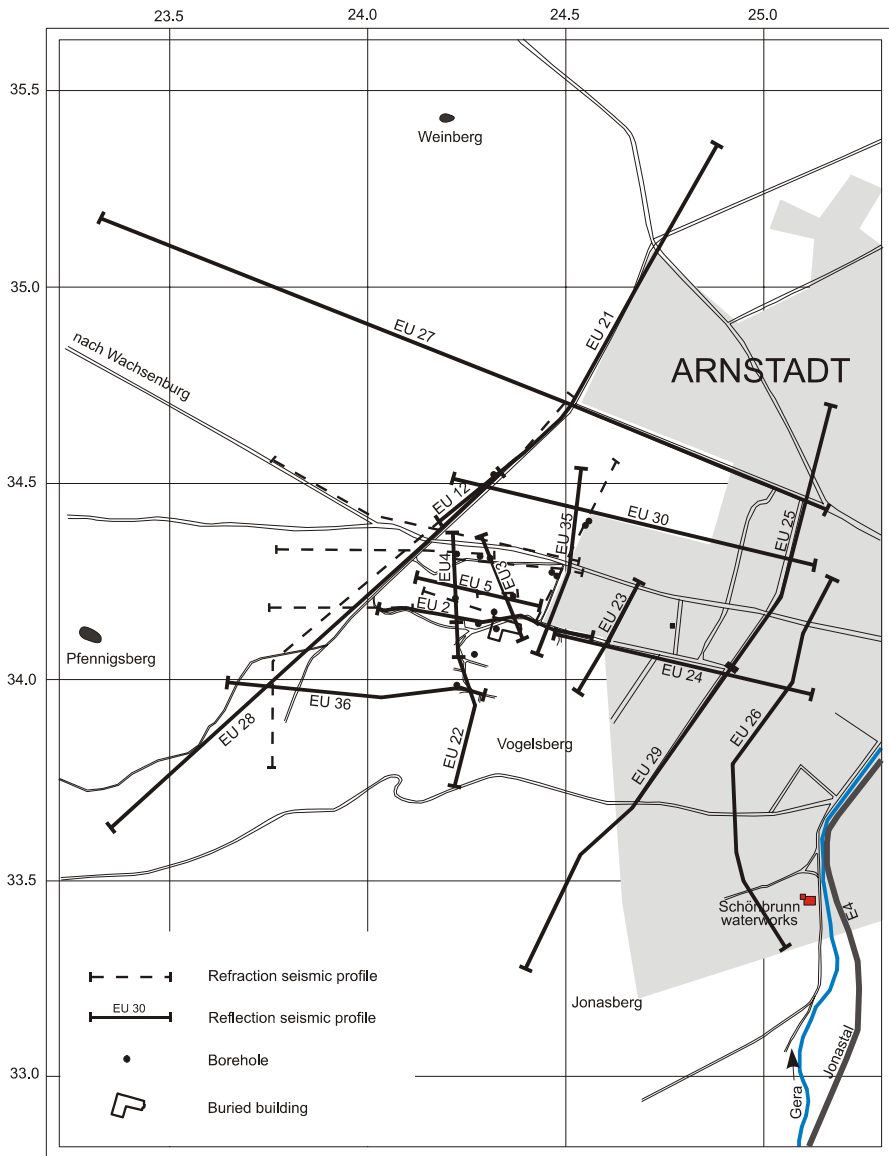 23.5
24.0
24.5
25.0
35.5
Weinberg
35.0
EU 27
EU 21
nach Wachsenburg
ARNSTADT
34.5
EU 12
EU 30
EU 35
EU 25
EU4
EU3
EU 5
EU 2
EU 23
Pfennigsberg
34.0
EU 24
EU 36
EU 28
EU 22
Vogelsberg
EU 29
EU 26
33.5
Schönbrunn
waterworks
E4
Refraction seismic profile
EU 30
Reflection seismic profile
Jonasberg
Borehole
33.0
Jonastal
Gera
Buried building